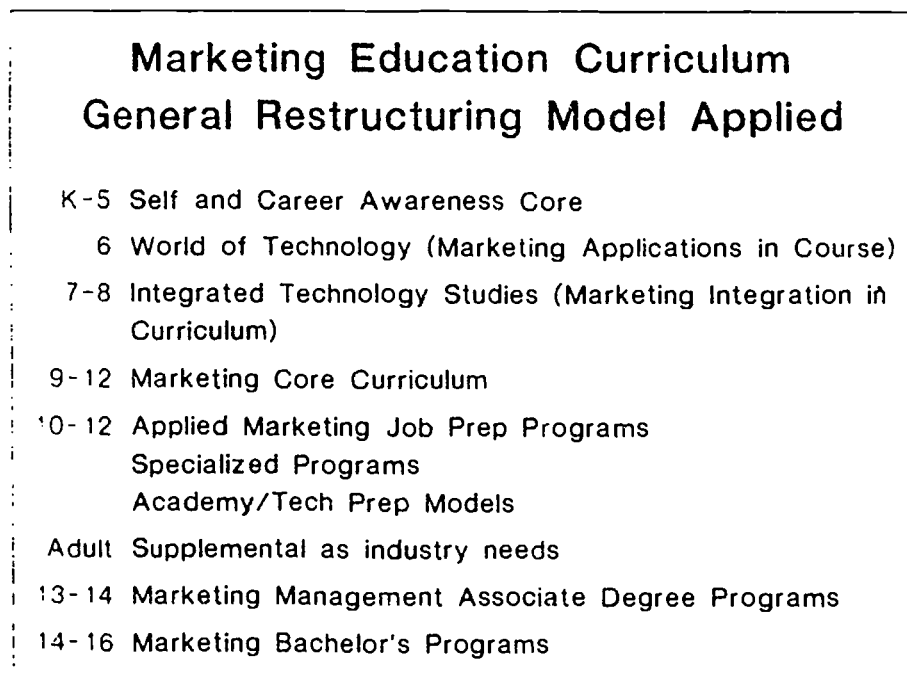 Marketing Education Curriculum
General Restructuring Model Applied
K-5 Self and Career Awareness Core
6 World of Technology (Marketing Applications in Course)
7-8 Integrated Technology Studies (Marketing Integration in
Curriculum)
9-12 Marketing Core Curriculum
10-12 Applied Marketing Job Prep Programs
Specialized Programs
Academy/Tech Prep Models
Adult Supplemental as industry needs
13-14 Marketing Management Associate Degree Programs
14-16 Marketing Bachelor's Programs